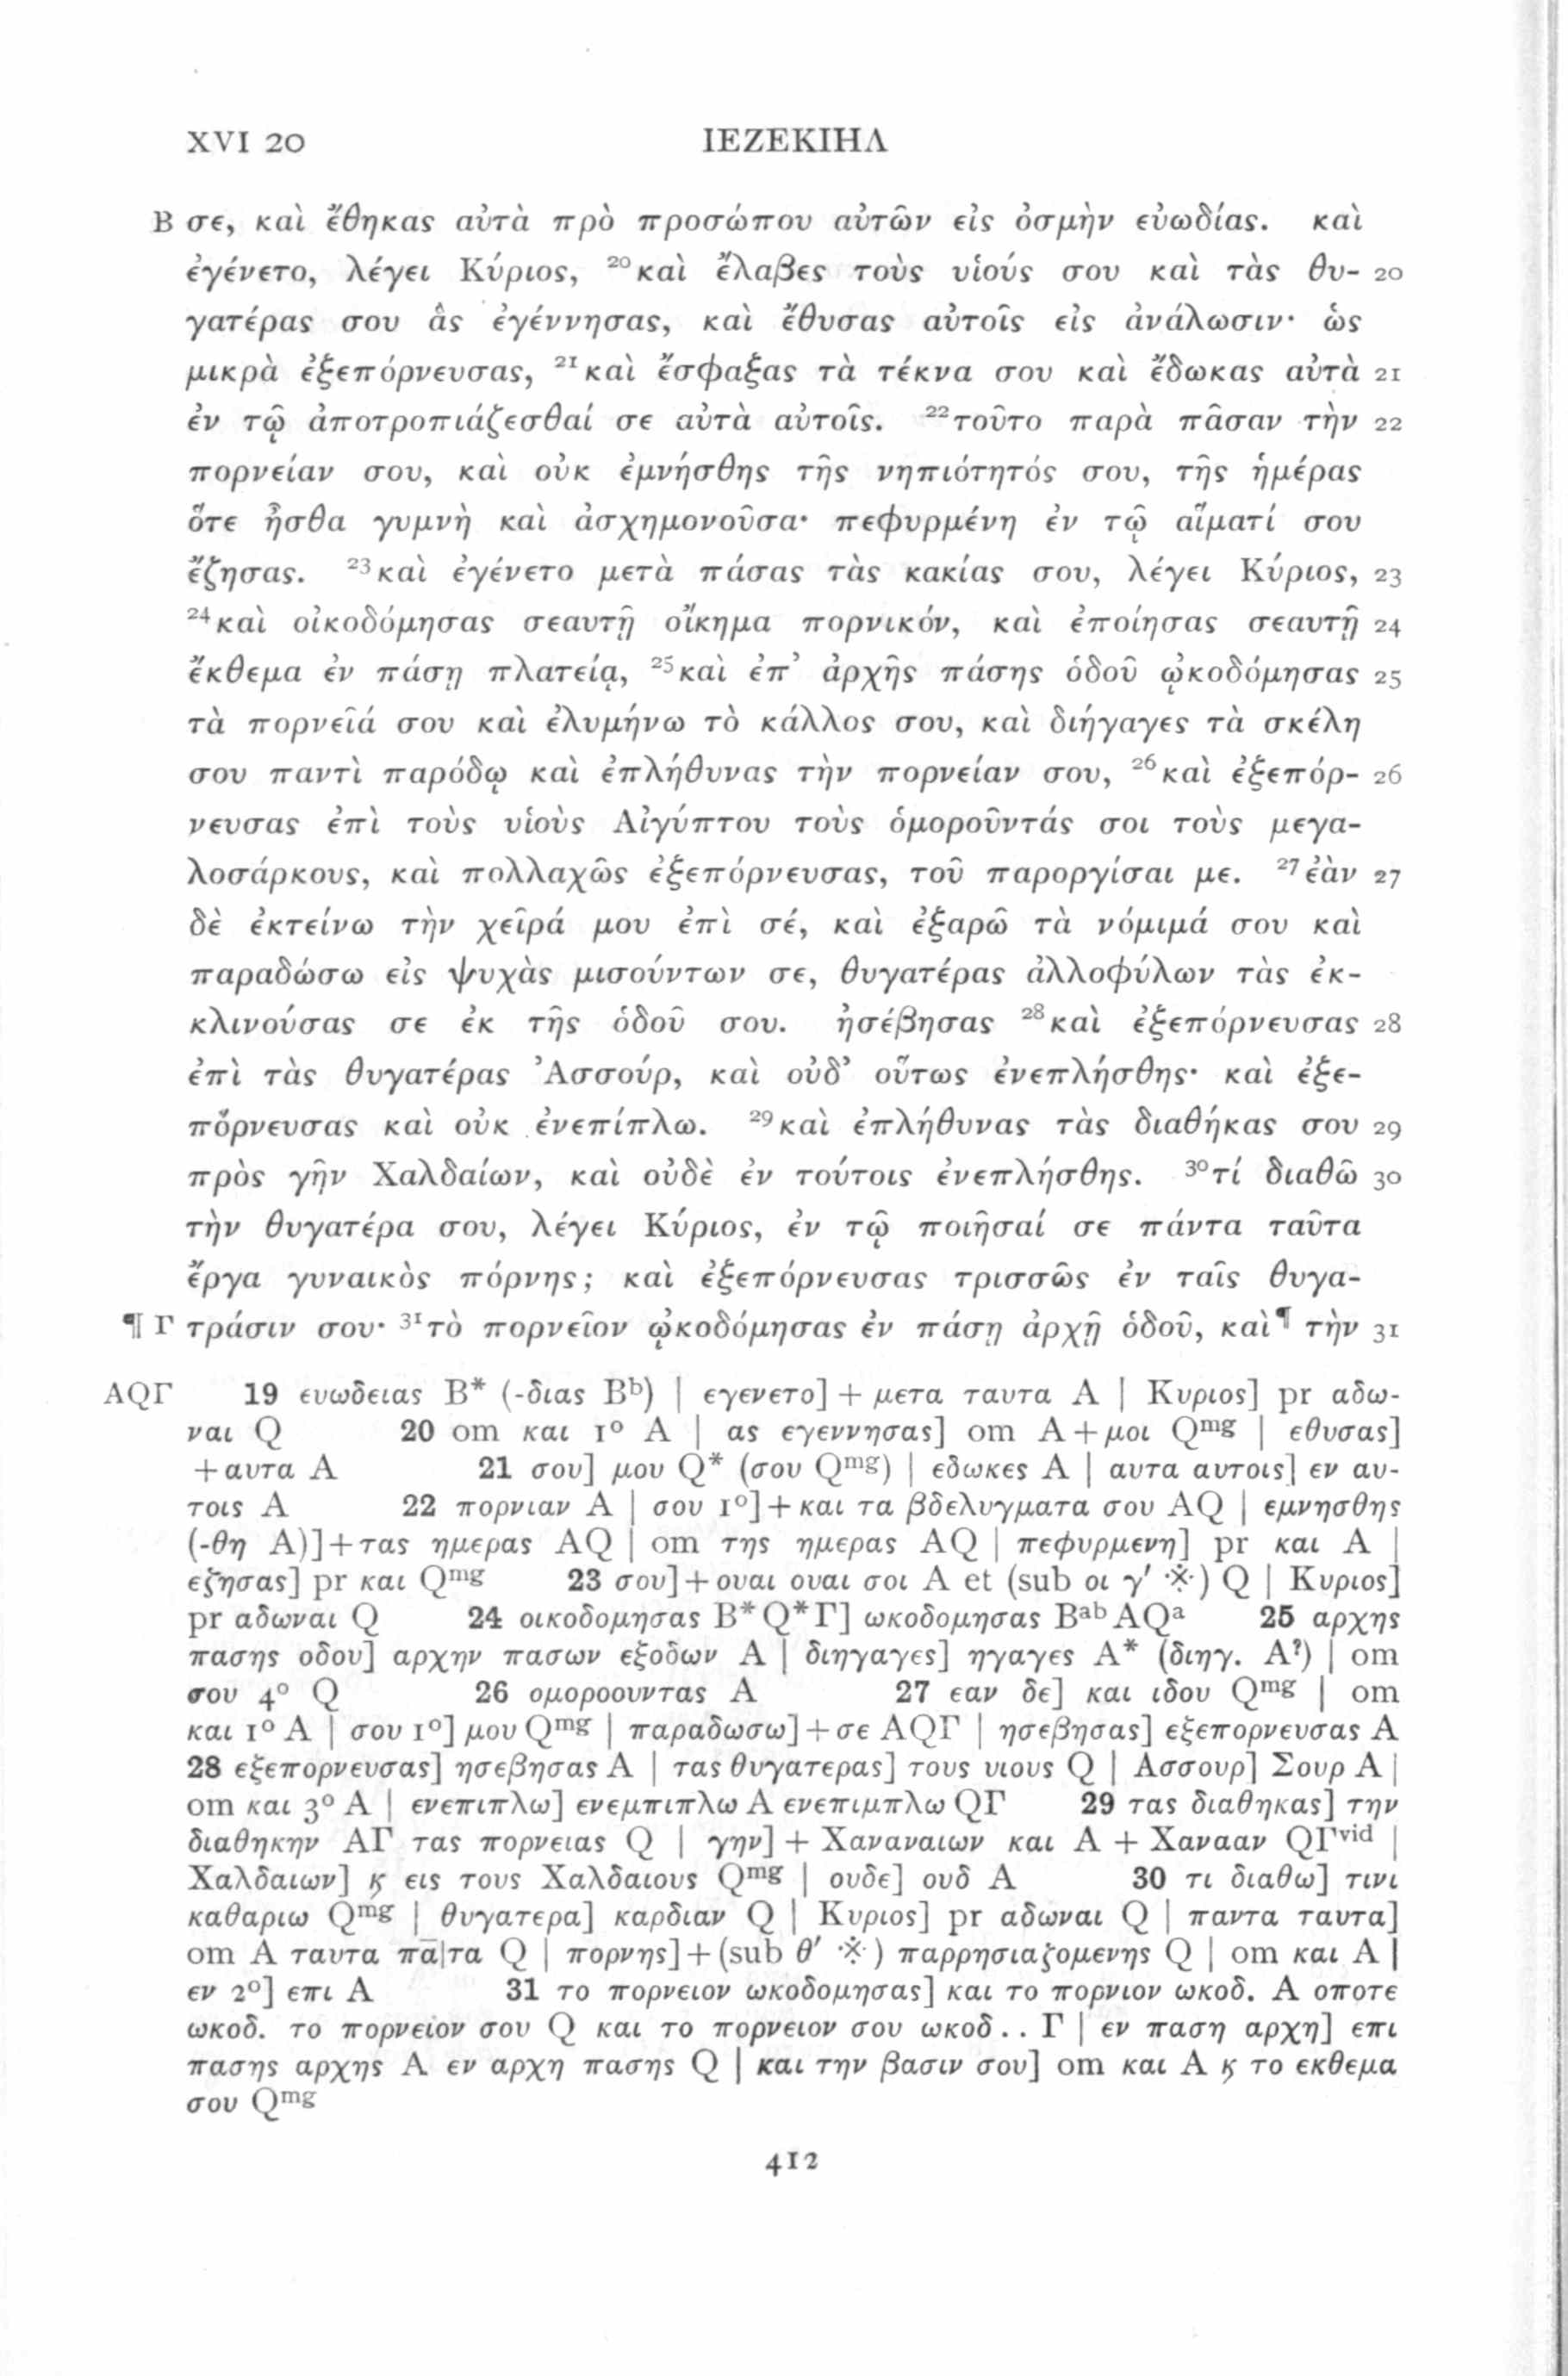 XVI 20 ΙΕΖΕΚΙΗΛ
B σε, καὶ ἔθηκας αὐτὰ πρὸ προσώπου αὐτῶν εἰς ὀσμὴν εὐωδίας. καὶ
ἐγένετο, λέγει Κύριος, ²⁰καὶ ἔλαβες τοὺς υἱούς σου καὶ τὰς θυ- 20
γατέρας σου ἃς ἐγέννησας, καὶ ἔθυσας αὐτοῖς εἰς ἀνάλωσιν· ὡς
μικρὰ ἐξεπόρνευσας, ²¹καὶ ἔσφαξας τὰ τέκνα σου καὶ ἔδωκας αὐτὰ 21
ἐν τῷ ἀποτροπιάζεσθαί σε αὐτὰ αὐτοῖς. ²²τοῦτο παρὰ πᾶσαν τὴν 22
πορνείαν σου, καὶ οὐκ ἐμνήσθης τῆς νηπιότητός σου, τῆς ἡμέρας
ὅτε ἦσθα γυμνὴ καὶ ἀσχημονοῦσα· πεφυρμένη ἐν τῷ αἵματί σου
ἔζησας. ²³καὶ ἐγένετο μετὰ πάσας τὰς κακίας σου, λέγει Κύριος, 23
²⁴καὶ οἰκοδόμησας σεαυτῇ οἴκημα πορνικόν, καὶ ἐποίησας σεαυτῇ 24
ἔκθεμα ἐν πάσῃ πλατείᾳ, ²⁵καὶ ἐπ’ ἀρχῆς πάσης ὁδοῦ ᾠκοδόμησας 25
τὰ πορνεῖά σου καὶ ἐλυμήνω τὸ κάλλος σου, καὶ διήγαγες τὰ σκέλη
σου παντὶ παρόδῳ καὶ ἐπλήθυνας τὴν πορνείαν σου, ²⁶καὶ ἐξεπόρ- 26
νευσας ἐπὶ τοὺς υἱοὺς Αἰγύπτου τοὺς ὁμοροῦντάς σοι τοὺς μεγα-
λοσάρκους, καὶ πολλαχῶς ἐξεπόρνευσας, τοῦ παροργίσαι με. ²⁷ἐὰν 27
δὲ ἐκτείνω τὴν χεῖρά μου ἐπὶ σέ, καὶ ἐξαρῶ τὰ νόμιμά σου καὶ
παραδώσω εἰς ψυχὰς μισούντων σε, θυγατέρας ἀλλοφύλων τὰς ἐκ-
κλινούσας σε ἐκ τῆς ὁδοῦ σου. ἠσέβησας ²⁸καὶ ἐξεπόρνευσας 28
ἐπὶ τὰς θυγατέρας Ἀσσούρ, καὶ οὐδ’ οὕτως ἐνεπλήσθης· καὶ ἐξε-
πόρνευσας καὶ οὐκ ἐνεπίπλω. ²⁹καὶ ἐπλήθυνας τὰς διαθήκας σου 29
πρὸς γῆν Χαλδαίων, καὶ οὐδὲ ἐν τούτοις ἐνεπλήσθης. ³⁰τί διαθῶ 30
τὴν θυγατέρα σου, λέγει Κύριος, ἐν τῷ ποιῆσαί σε πάντα ταῦτα
ἔργα γυναικὸς πόρνης; καὶ ἐξεπόρνευσας τρισσῶς ἐν ταῖς θυγα-
¶ Γ τράσιν σου· ³¹τὸ πορνεῖον ᾠκοδόμησας ἐν πάσῃ ἀρχῇ ὁδοῦ, καὶ¶ τὴν 31
AQΓ 19 ευωδειας B* (-διας Bᵇ) | εγενετο] + μετα ταυτα A | Κυριος] pr αδω-
ναι Q 20 om και 1° A | ας εγεννησας] om A + μοι Qᵐᵍ | εθυσας]
+ αυτα A 21 σου] μου Q* (σου Qᵐᵍ) | εδωκες A | αυτα αυτοις] εν αυ-
τοις A 22 πορνιαν A | σου 1°] + και τα βδελυγματα σου AQ | εμνησθης
(-θη A)] + τας ημερας AQ | om της ημερας AQ | πεφυρμενη] pr και A |
εζησας] pr και Qᵐᵍ 23 σου] + ουαι ουαι σοι A et (sub οι γ′ ※) Q | Κυριος]
pr αδωναι Q 24 οικοδομησας B*Q*Γ] ωκοδομησας Bᵃᵇ AQᵃ 25 αρχης
πασης οδου] αρχην πασων εξοδων A | διηγαγες] ηγαγες A* (διηγ. A?) | om
σου 4° Q 26 ομοροουντας A 27 εαν δε] και ιδου Qᵐᵍ | om
και 1° A | σου 1°] μου Qᵐᵍ | παραδωσω] + σε AQΓ | ησεβησας] εξεπορνευσας A
28 εξεπορνευσας] ησεβησας A | τας θυγατερας] τους υιους Q | Ασσουρ] Σουρ A |
om και 3° A | ενεπιπλω] ενεμπιπλω A ενεπιμπλω QΓ 29 τας διαθηκας] την
διαθηκην AΓ τας πορνειας Q | γην] + Χαναναιων και A + Χανααν QΓᵛⁱᵈ |
Χαλδαιων] ϗ εις τους Χαλδαιους Qᵐᵍ | ουδε] ουδ A 30 τι διαθω] τινι
καθαριω Qᵐᵍ | θυγατερα] καρδιαν Q | Κυριος] pr αδωναι Q | παντα ταυτα]
om A ταυτα πα̅|τα Q | πορνης] + (sub θ′ ※) παρρησιαζομενης Q | om και A |
εν 2°] επι A 31 το πορνειον ωκοδομησας] και το πορνιον ωκοδ. A οποτε
ωκοδ. το πορνειον σου Q και το πορνειον σου ωκοδ.. Γ | εν παση αρχη] επι
πασης αρχης A εν αρχη πασης Q | και την βασιν σου] om και A ϗ το εκθεμα
σου Qᵐᵍ
412